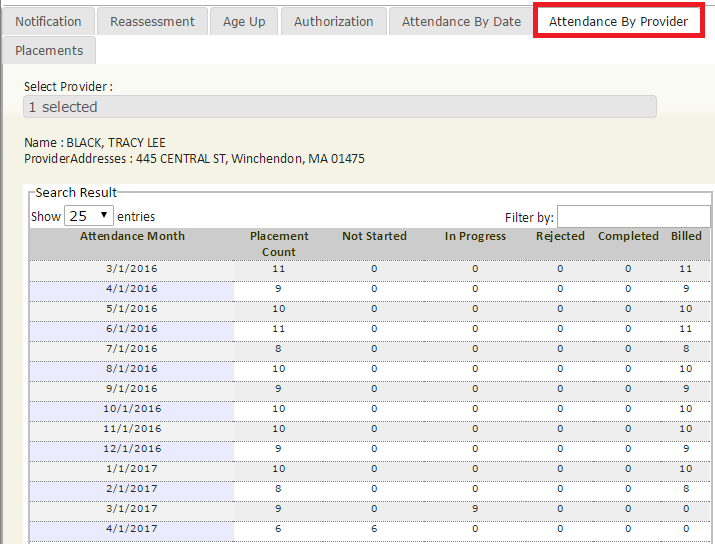 Notification Reassessment Age Up Authorization Attendance By Date Attendance By Provider
Placements
Select Provider :
1 selected
Name : BLACK, TRACY LEE
ProviderAddresses : 445 CENTRAL ST, Winchendon, MA 01475
Search Result
Show 25 entries Filter by:
Attendance Month Placement Count Not Started In Progress Rejected Completed Billed
3/1/2016 11 0 0 0 0 11
4/1/2016 9 0 0 0 0 9
5/1/2016 10 0 0 0 0 10
6/1/2016 11 0 0 0 0 11
7/1/2016 8 0 0 0 0 8
8/1/2016 10 0 0 0 0 10
9/1/2016 9 0 0 0 0 9
10/1/2016 10 0 0 0 0 10
11/1/2016 10 0 0 0 0 10
12/1/2016 9 0 0 0 0 9
1/1/2017 10 0 0 0 0 10
2/1/2017 8 0 0 0 0 8
3/1/2017 9 0 9 0 0 0
4/1/2017 6 6 0 0 0 0